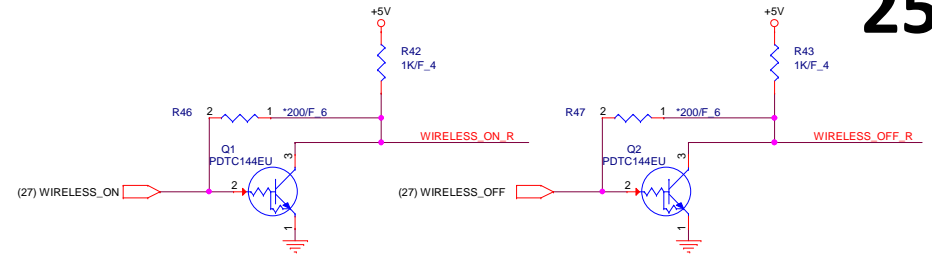 25
+5V
R42
1K/F_4
R46
2
1
*200/F_6
WIRELESS_ON_R
Q1
PDTC144EU
3
(27) WIRELESS_ON
2
1
+5V
R43
1K/F_4
R47
2
1
*200/F_6
WIRELESS_OFF_R
Q2
PDTC144EU
3
(27) WIRELESS_OFF
2
1